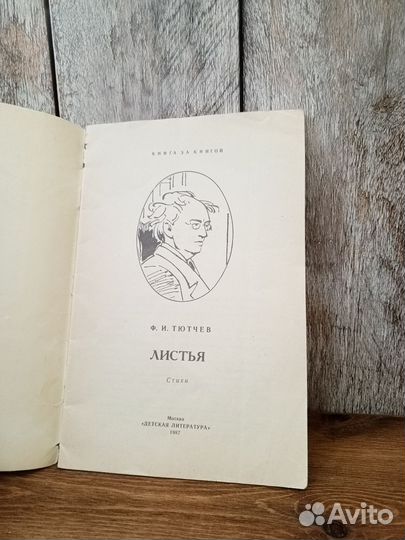 КНИГА ЗА КНИГОЙ
Ф. И. ТЮТЧЕВ
ЛИСТЬЯ
Стихи
Москва
«ДЕТСКАЯ ЛИТЕРАТУРА»
1987
Avito